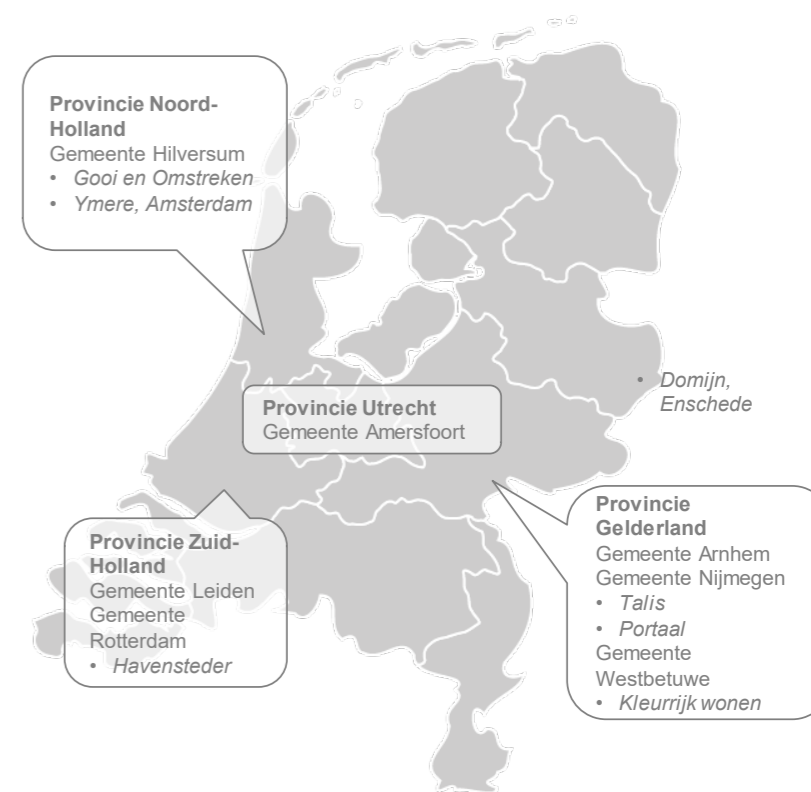 Provincie Noord-
Holland
Gemeente Hilversum
• Gooi en Omstreken
• Ymere, Amsterdam
• Domijn,
Enschede
Provincie Utrecht
Gemeente Amersfoort
Provincie Zuid-
Holland
Gemeente Leiden
Gemeente
Rotterdam
• Havensteder
Provincie
Gelderland
Gemeente Arnhem
Gemeente Nijmegen
• Talis
• Portaal
Gemeente
Westbetuwe
• Kleurrijk wonen